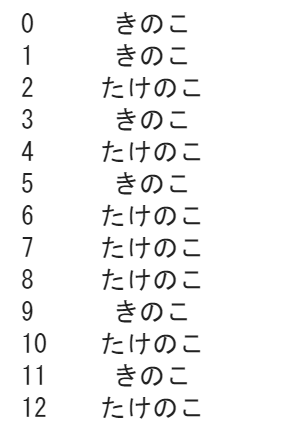 0 きのこ
1 きのこ
2 たけのこ
3 きのこ
4 たけのこ
5 きのこ
6 たけのこ
7 たけのこ
8 たけのこ
9 きのこ
10 たけのこ
11 きのこ
12 たけのこ